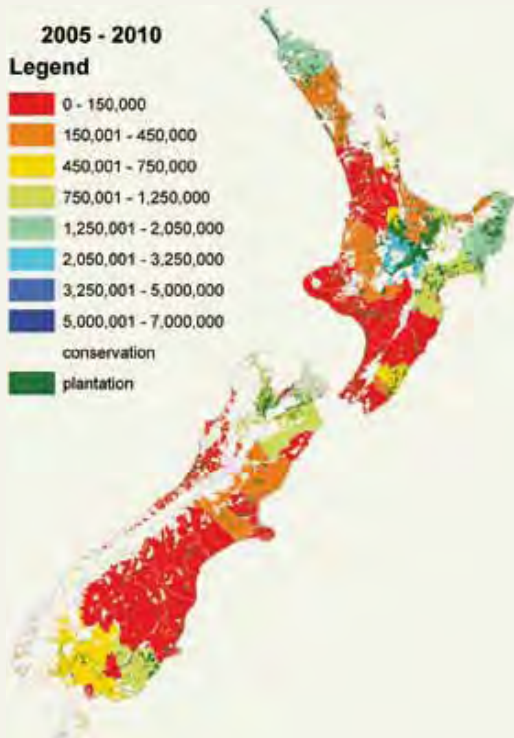 2005 - 2010
Legend
0 - 150,000
150,001 - 450,000
450,001 - 750,000
750,001 - 1,250,000
1,250,001 - 2,050,000
2,050,001 - 3,250,000
3,250,001 - 5,000,000
5,000,001 - 7,000,000
conservation
plantation